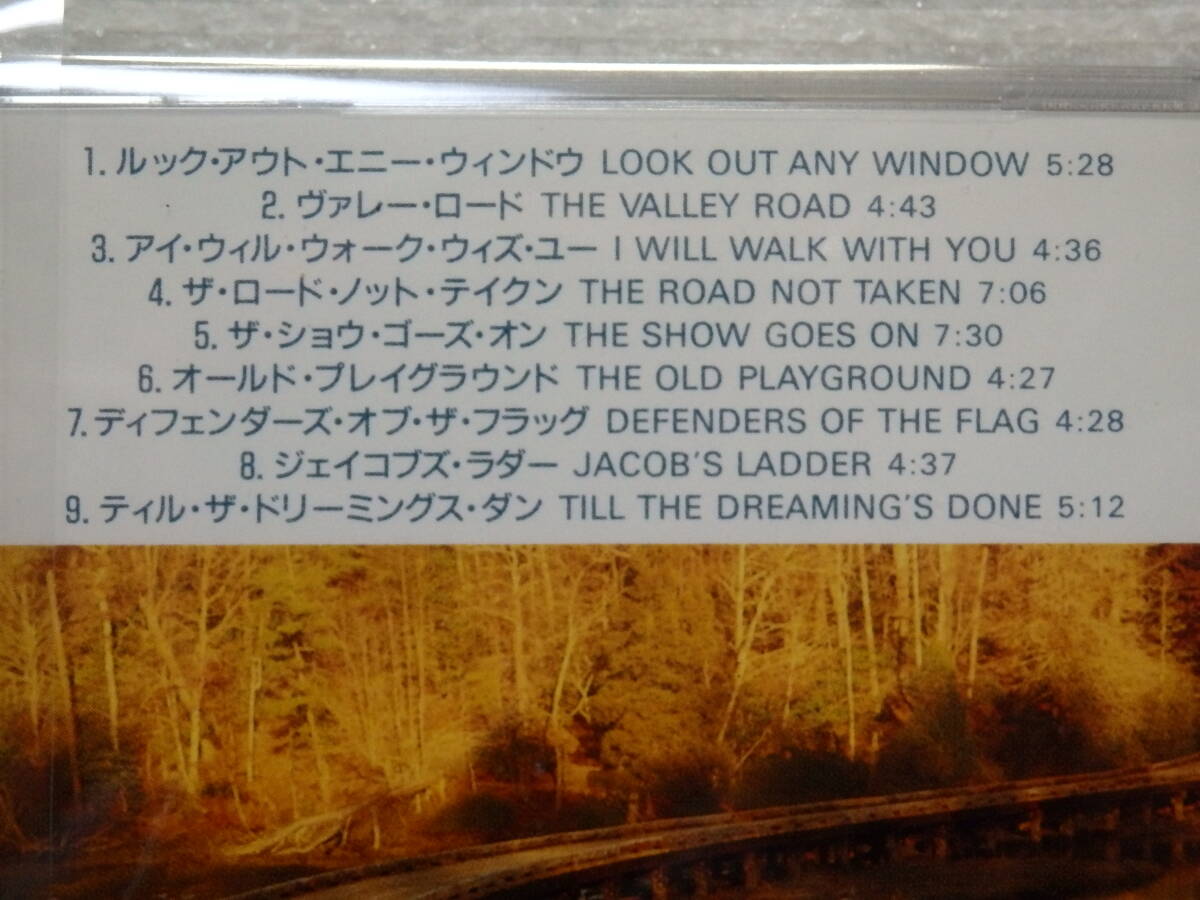 1. ルック・アウト・エニー・ウィンドウ LOOK OUT ANY WINDOW 5:28
2. ヴァレー・ロード THE VALLEY ROAD 4:43
3. アイ・ウィル・ウォーク・ウィズ・ユー I WILL WALK WITH YOU 4:36
4. ザ・ロード・ノット・テイクン THE ROAD NOT TAKEN 7:06
5. ザ・ショウ・ゴーズ・オン THE SHOW GOES ON 7:30
6. オールド・プレイグラウンド THE OLD PLAYGROUND 4:27
7. ディフェンダーズ・オブ・ザ・フラッグ DEFENDERS OF THE FLAG 4:28
8. ジェイコブズ・ラダー JACOB'S LADDER 4:37
9. ティル・ザ・ドリーミングス・ダン TILL THE DREAMING'S DONE 5:12